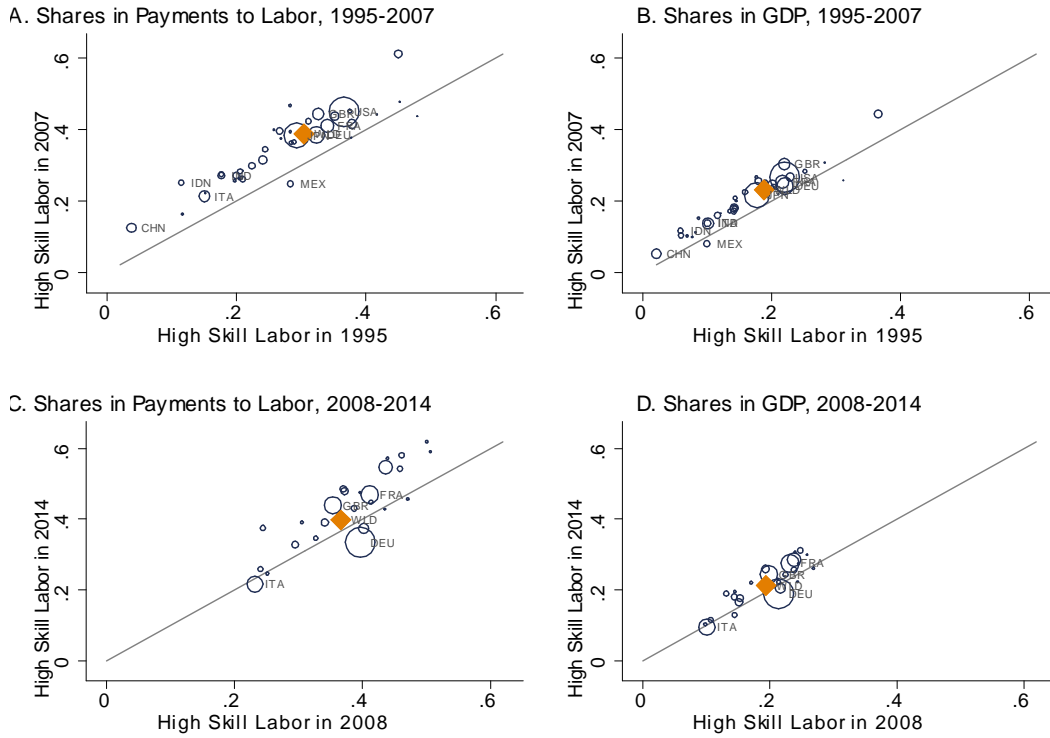 A. Shares in Payments to Labor, 1995-2007
High Skill Labor in 2007
.6
.4
.2
0
USA
GBR
FRA
DEU
IDN
ITA
MEX
CHN
0 .2 .4 .6
High Skill Labor in 1995
B. Shares in GDP, 1995-2007
High Skill Labor in 2007
.6
.4
.2
0
GBR
USA
DEU
JPN
IDN
MEX
CHN
0 .2 .4 .6
High Skill Labor in 1995
C. Shares in Payments to Labor, 2008-2014
High Skill Labor in 2014
.6
.4
.2
0
FRA
GBR
WLD
DEU
ITA
0 .2 .4 .6
High Skill Labor in 2008
D. Shares in GDP, 2008-2014
High Skill Labor in 2014
.6
.4
.2
0
FRA
GBR
WLD
DEU
ITA
0 .2 .4 .6
High Skill Labor in 2008